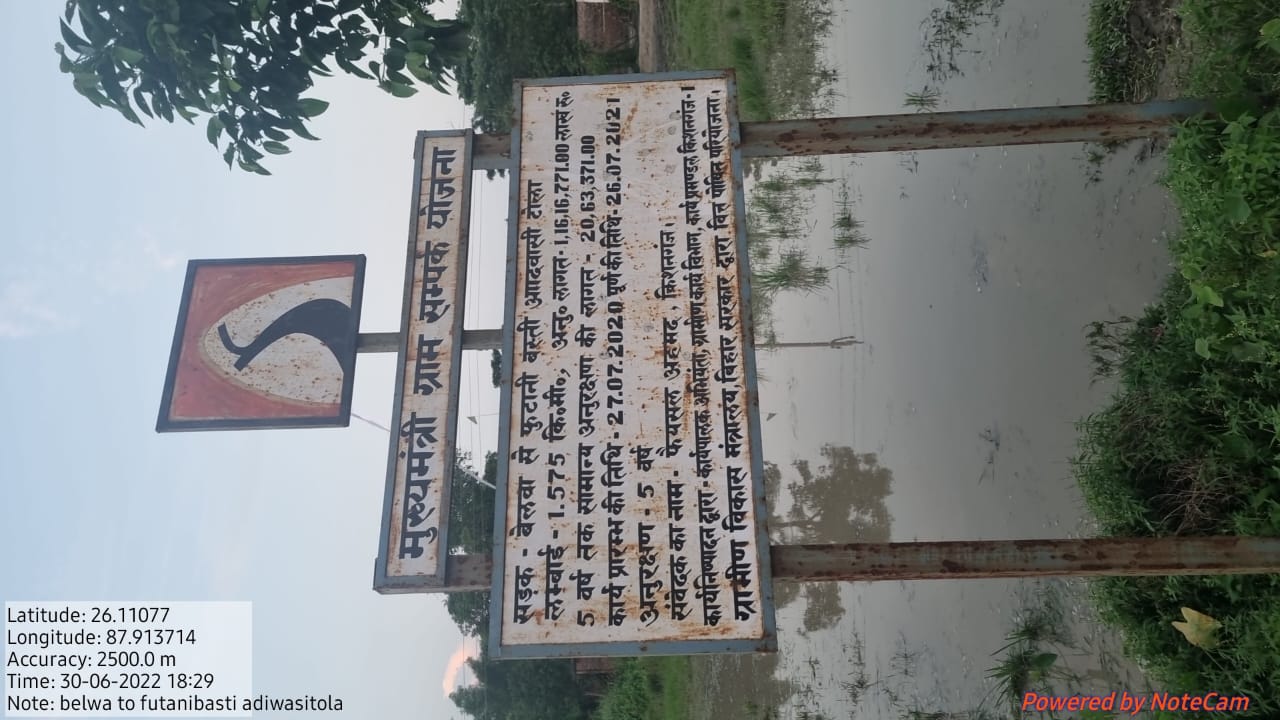 मुख्यमंत्री ग्राम सम्पर्क योजना
सड़क - बेलवा से फुटानी बस्ती आदिवासी टोला
लम्बाई - 1.575 कि.मी०, अनु० लागत - 1,16,16,771.00 लाख रु.
5 वर्ष तक सामान्य अनुरक्षण की लागत - 20,63,371.00
कार्य प्रारम्भ की तिथि - 27.07.2020 पूर्ण की तिथि - 26.07.2021
अनुरक्षण - 5 वर्ष
संवेदक का नाम - फैयसल अहमद, किशनगंज।
कार्यनिष्पादन द्वारा - कार्यपालक अभियंता, ग्रामीण कार्य विभाग, कार्य प्रमण्डल, किशनगंज-1
ग्रामीण विकास मंत्रालय, बिहार सरकार द्वारा वित्त पोषित परियोजना।
Latitude: 26.11077
Longitude: 87.913714
Accuracy: 2500.0 m
Time: 30-06-2022 18:29
Note: belwa to futanibasti adiwasitola
Powered by NoteCam